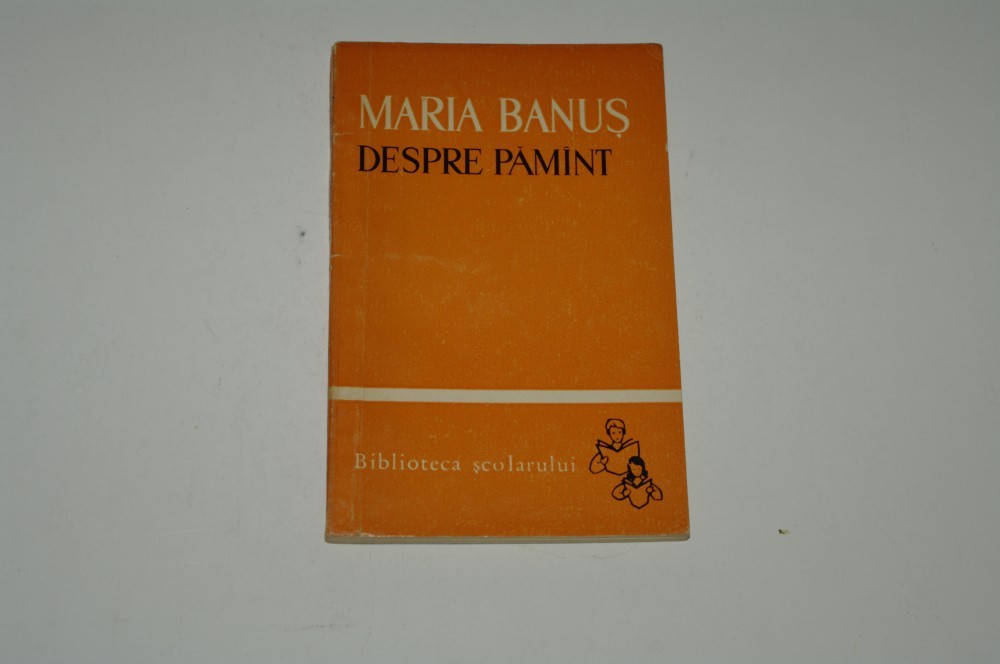 MARIA BANUȘ
DESPRE PĂMÎNT
Biblioteca școlarului